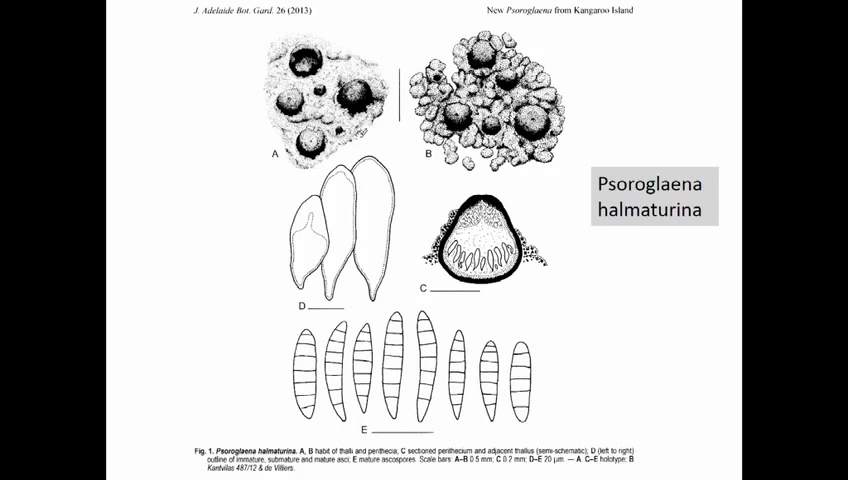 J. Adelaide Bot. Gard. 26 (2013)
New Psoroglaena from Kangaroo Island
A
B
Psoroglaena
halmaturina
C
D
E
Fig. 1. Psoroglaena halmaturina. A, B habit of thalli and perithecia; C sectioned perithecium and adjacent thallus (semi-schematic); D (left to right)
outline of immature, submature and mature asci; E mature ascospores. Scale bars: A–B 0.5 mm; C 0.2 mm; D–E 20 µm. — A, C–E holotype; B
Kantvilas 487/12 & de Villiers.